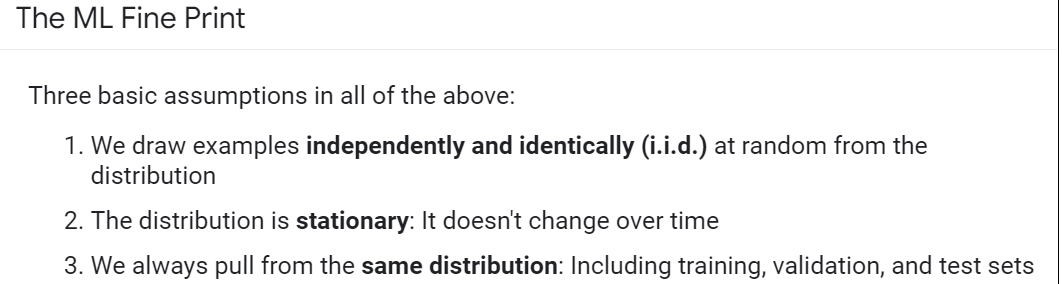 The ML Fine Print
Three basic assumptions in all of the above:
1. We draw examples independently and identically (i.i.d.) at random from the
distribution
2. The distribution is stationary: It doesn't change over time
3. We always pull from the same distribution: Including training, validation, and test sets